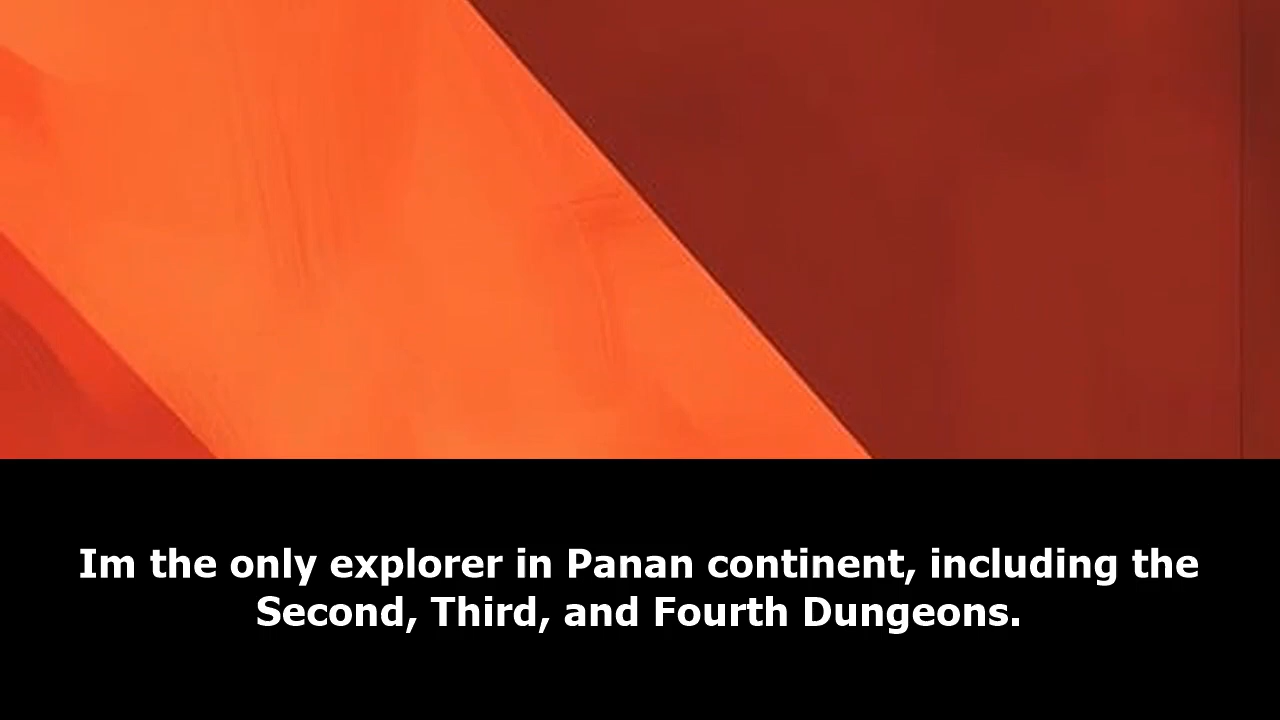 Im the only explorer in Panan continent, including the
Second, Third, and Fourth Dungeons.